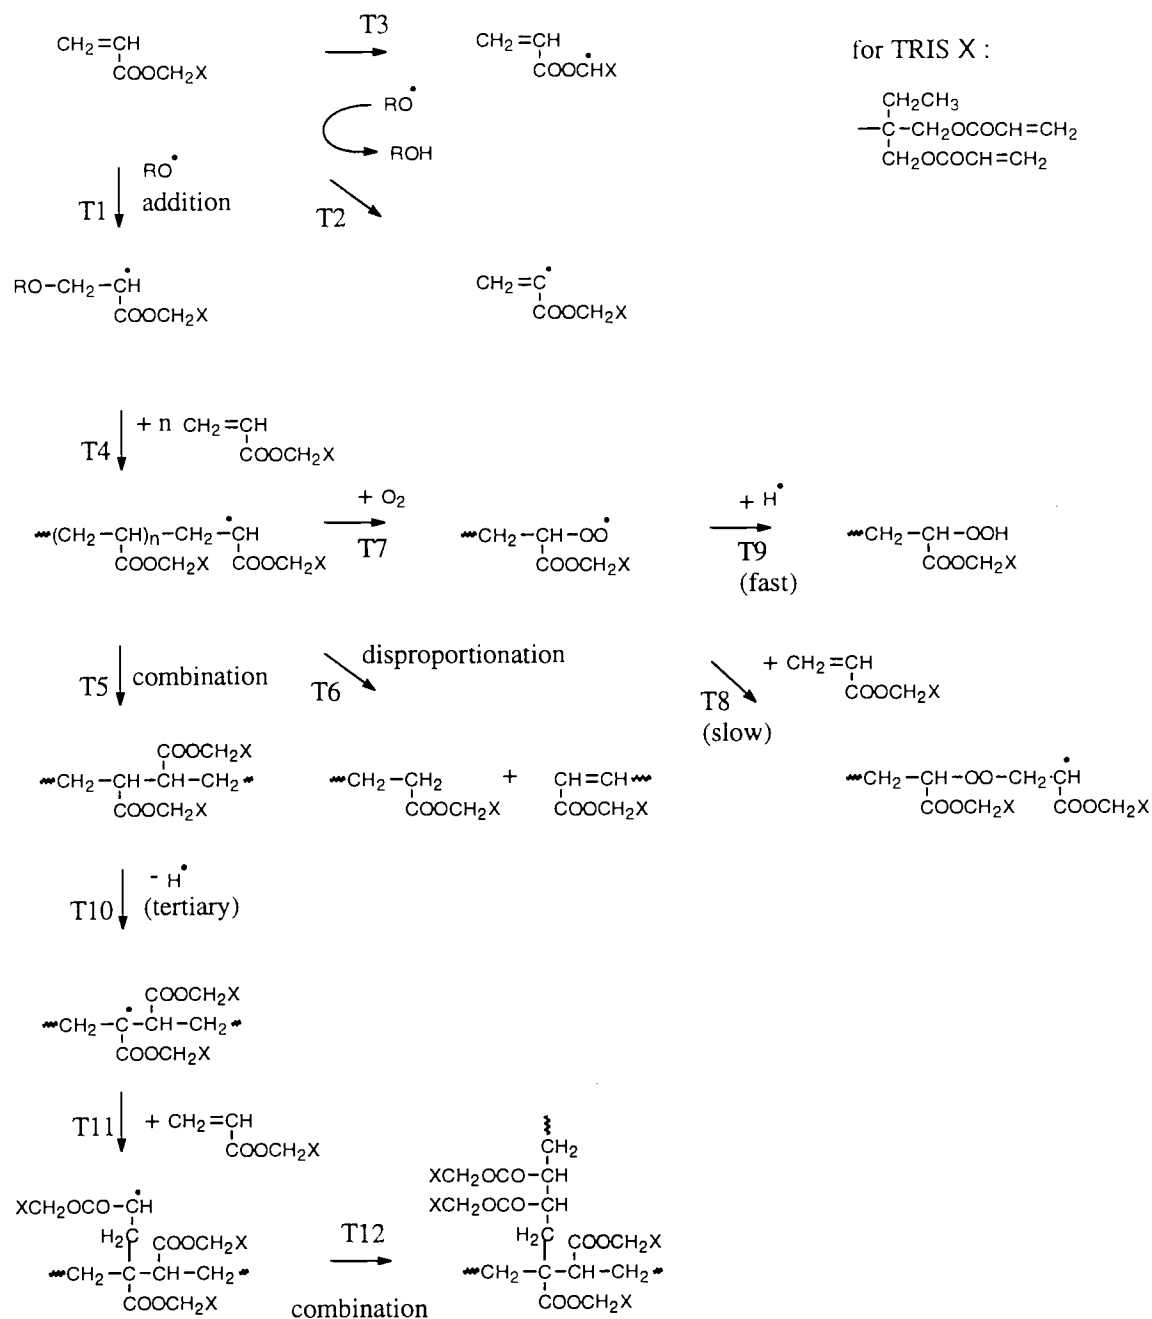 T3
CH2=CH
COOCH2X
CH2=CH
COOCHX
for TRIS X :
RO•
ROH
CH2CH3
—C–CH2OCOCH=CH2
CH2OCOCH=CH2
T1
RO•
addition
T2
RO–CH2–CH
COOCH2X
CH2=C•
COOCH2X
T4
+ n CH2=CH
COOCH2X
+ O2
+ H•
(CH2–CH)n–CH2–CH
COOCH2X COOCH2X
T7
CH2–CH–OO•
COOCH2X
T9
(fast)
CH2–CH–OOH
COOCH2X
T5
combination
disproportionation
T6
T8
(slow)
+ CH2=CH
COOCH2X
COOCH2X
CH2–CH–CH–CH2
COOCH2X
CH2–CH2
COOCH2X
+
CH=CH
COOCH2X
CH2–CH–OO–CH2–CH
COOCH2X COOCH2X
T10
- H•
(tertiary)
COOCH2X
CH2–C–CH–CH2
COOCH2X
T11
+ CH2=CH
COOCH2X
XCH2OCO–CH
H2C COOCH2X
CH2–C–CH–CH2
COOCH2X
T12
combination
CH2
XCH2OCO–CH
XCH2OCO–CH
H2C COOCH2X
CH2–C–CH–CH2
COOCH2X